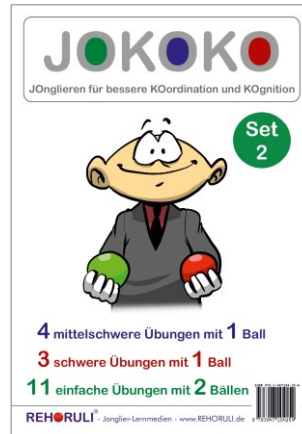 JOKOKO
JOnglieren für bessere KOordination und KOgnition
Set
2
4 mittelschwere Übungen mit 1 Ball
3 schwere Übungen mit 1 Ball
11 einfache Übungen mit 2 Bällen
REHORULI® - Jonglier-Lernmedien - www.REHORULI.de